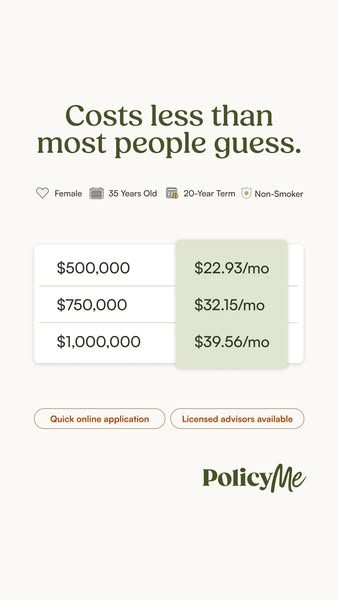 Costs less than
most people guess.
Female 35 Years Old 20-Year Term Non-Smoker
$500,000 $22.93/mo
$750,000 $32.15/mo
$1,000,000 $39.56/mo
Quick online application Licensed advisors available
PolicyMe